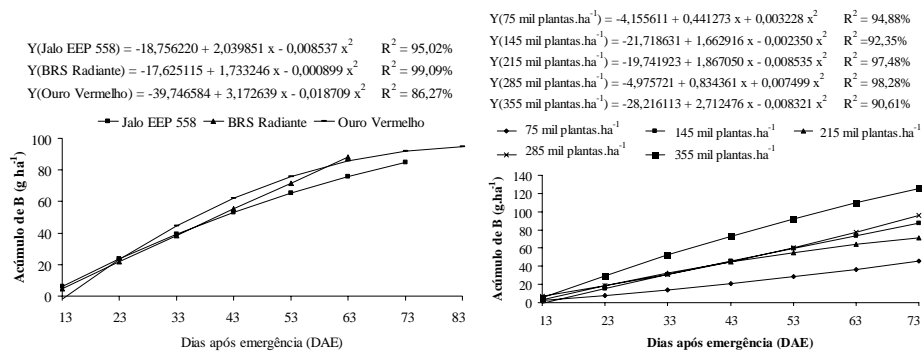 Y(Jalo EEP 558) = -18,756220 + 2,039851 x - 0,008537 x² R² = 95,02%
Y(BRS Radiante) = -17,625115 + 1,733246 x - 0,000899 x² R² = 99,09%
Y(Ouro Vermelho) = -39,746584 + 3,172639 x - 0,018709 x² R² = 86,27%
Jalo EEP 558 BRS Radiante Ouro Vermelho
Acúmulo de B (g ha⁻¹)
100
80
60
40
20
0
13 23 33 43 53 63 73 83
Dias após emergência (DAE)
Y(75 mil plantas.ha⁻¹) = -4,155611 + 0,441273 x + 0,003228 x² R² = 94,88%
Y(145 mil plantas.ha⁻¹) = -21,718631 + 1,662916 x - 0,002350 x² R² =92,35%
Y(215 mil plantas.ha⁻¹) = -19,741923 + 1,867050 x - 0,008535 x² R² = 97,48%
Y(285 mil plantas.ha⁻¹) = -4,975721 + 0,834361 x + 0,007499 x² R² = 98,28%
Y(355 mil plantas.ha⁻¹) = -28,216113 + 2,712476 x - 0,008321 x² R² = 90,61%
75 mil plantas.ha⁻¹ 145 mil plantas.ha⁻¹ 215 mil plantas.ha⁻¹
285 mil plantas.ha⁻¹ 355 mil plantas.ha⁻¹
Acúmulo de B (g.ha⁻¹)
140
120
100
80
60
40
20
0
13 23 33 43 53 63 73
Dias após emergência (DAE)